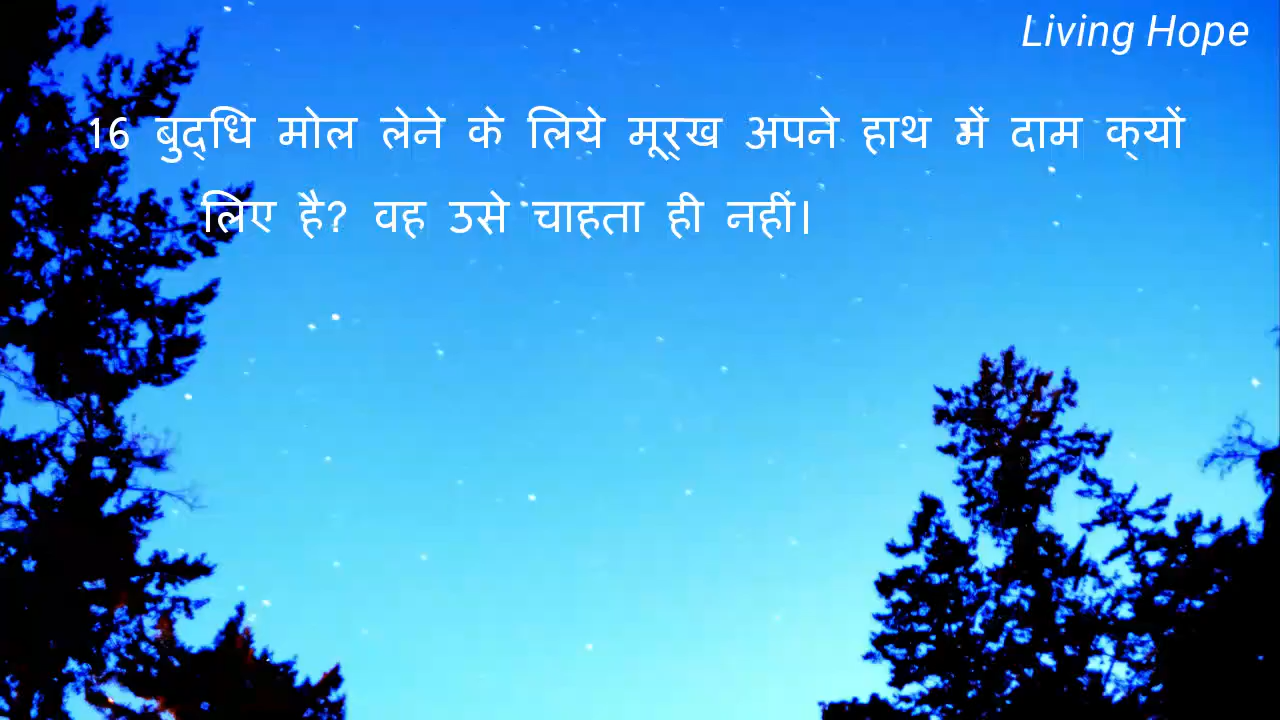 Living Hope
16 बुद्धि मोल लेने के लिये मूर्ख अपने हाथ में दाम क्यों
लिए है? वह उसे चाहता ही नहीं।